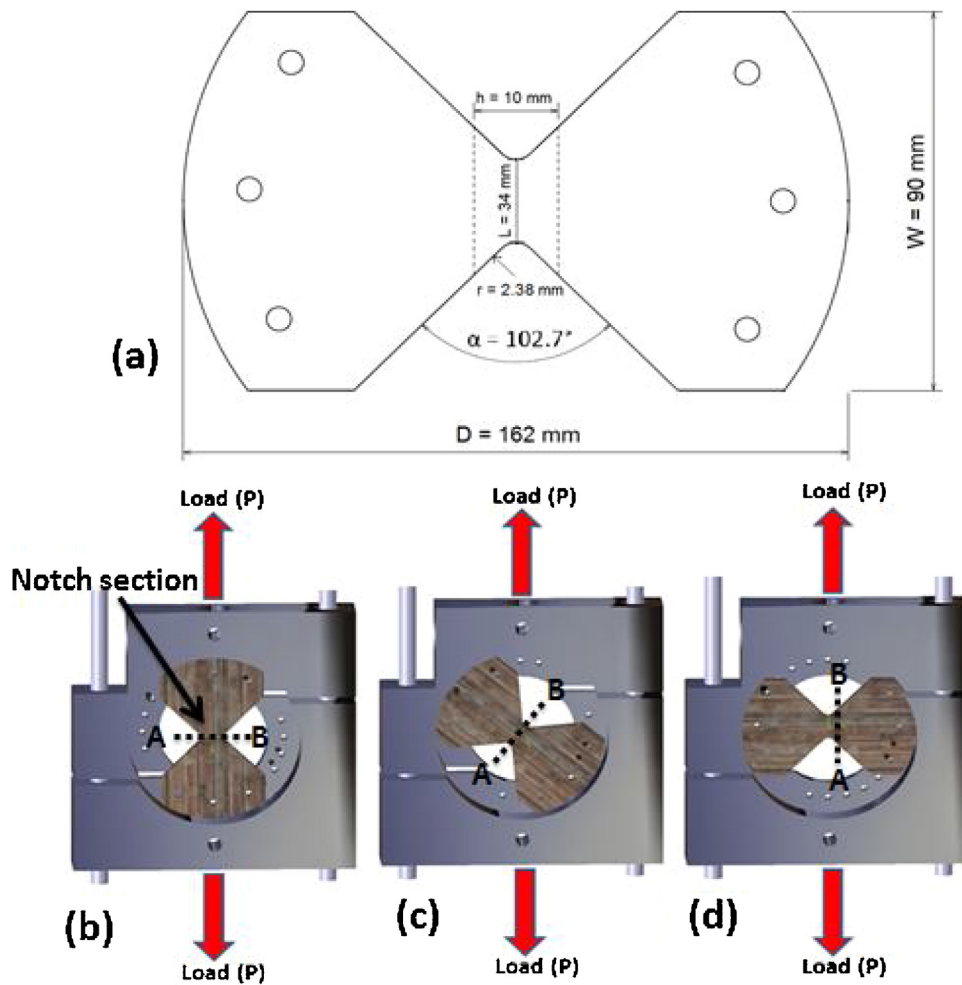 h = 10 mm
L = 34 mm
r = 2.38 mm
α = 102.7°
W = 90 mm
D = 162 mm
(a)
Load (P)
Load (P)
Load (P)
Notch section
A
B
B
A
B
A
(b)
(c)
(d)
Load (P)
Load (P)
Load (P)